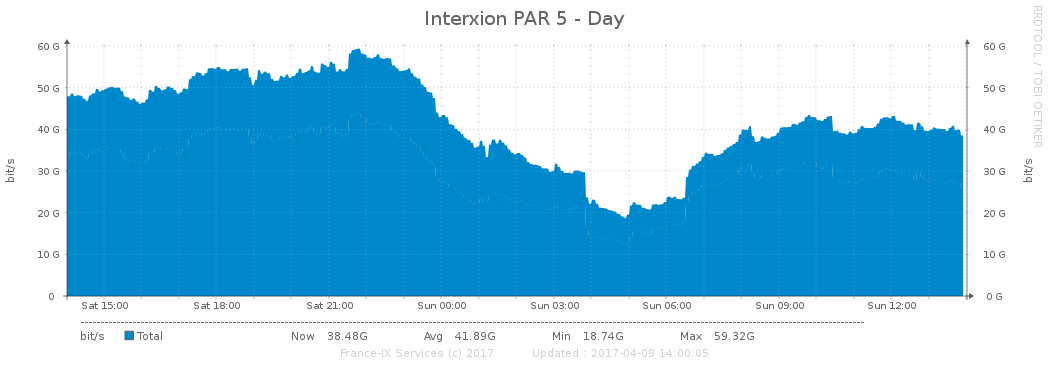 Interxion PAR 5 - Day
RRDTOOL / TOBI OETIKER
60 G 60 G
50 G 50 G
40 G 40 G
30 G 30 G
20 G 20 G
10 G 10 G
0 0 G
bit/s bit/s
Sat 15:00 Sat 18:00 Sat 21:00 Sun 00:00 Sun 03:00 Sun 06:00 Sun 09:00 Sun 12:00
bit/s Total Now 38.48G Avg 41.89G Min 18.74G Max 59.32G
France-IX Services (c) 2017 Updated : 2017-04-09 14:00:05